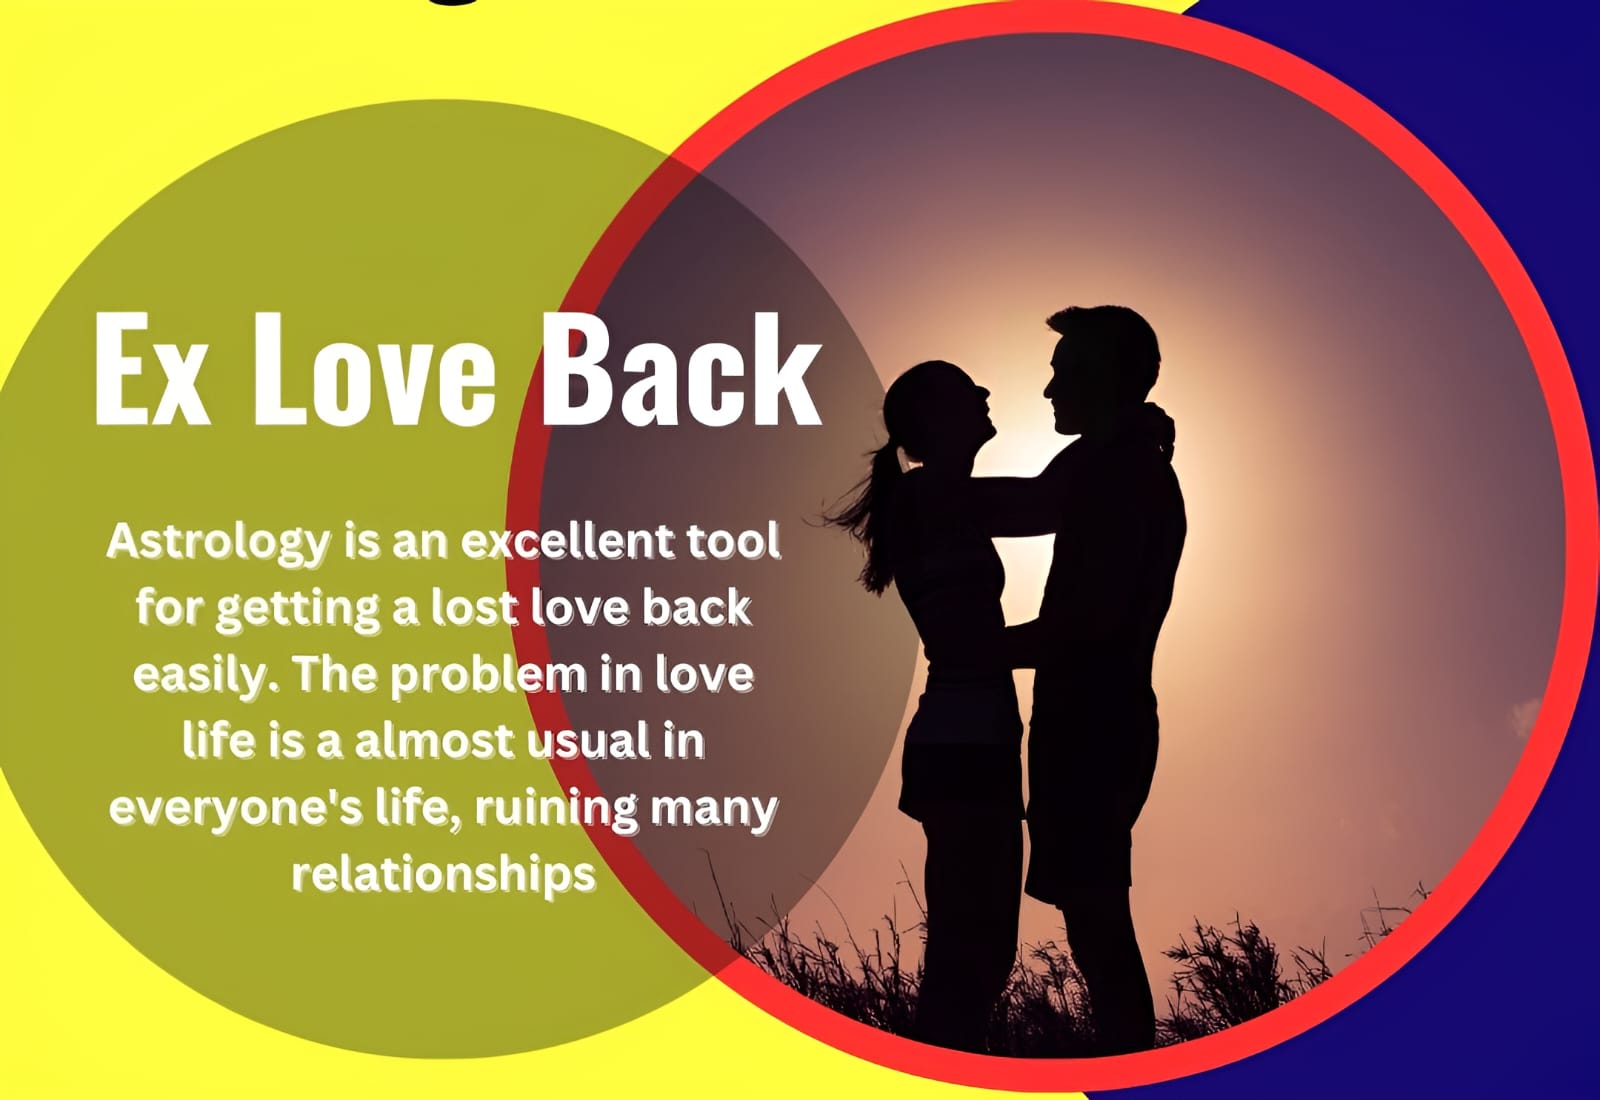 Ex Love Back
Astrology is an excellent tool
for getting a lost love back
easily. The problem in love
life is a almost usual in
everyone's life, ruining many
relationships